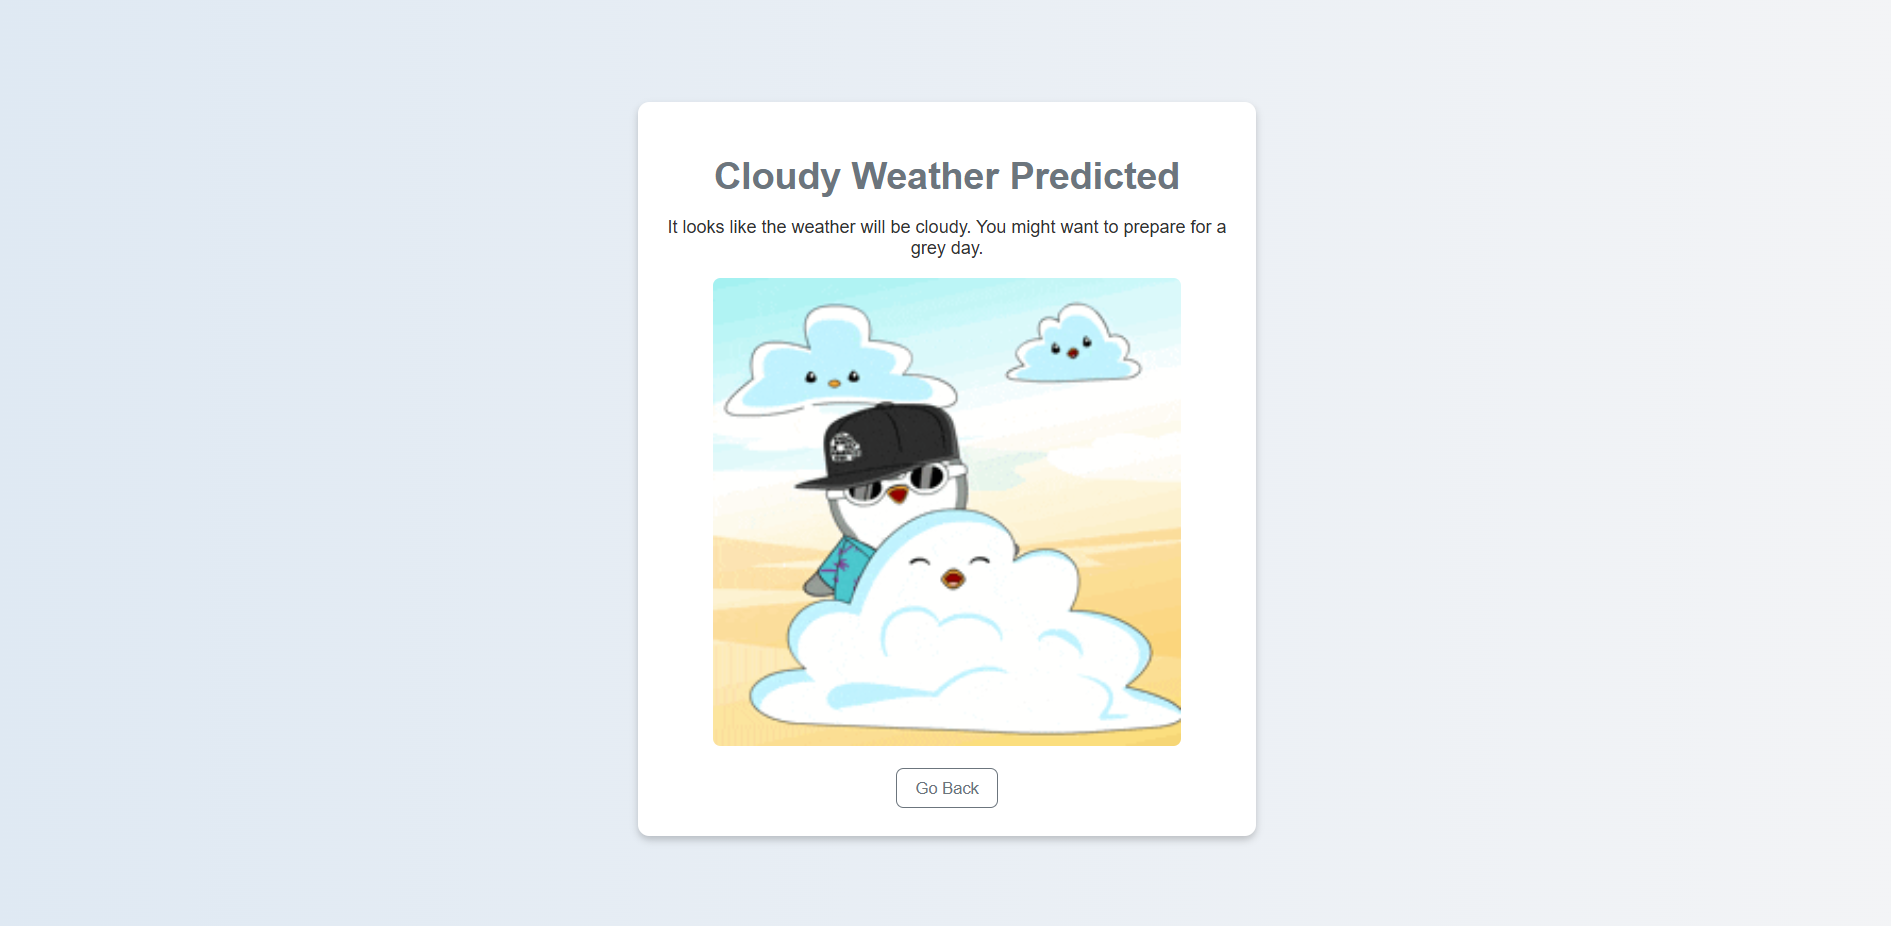 Cloudy Weather Predicted
It looks like the weather will be cloudy. You might want to prepare for a
grey day.
Go Back